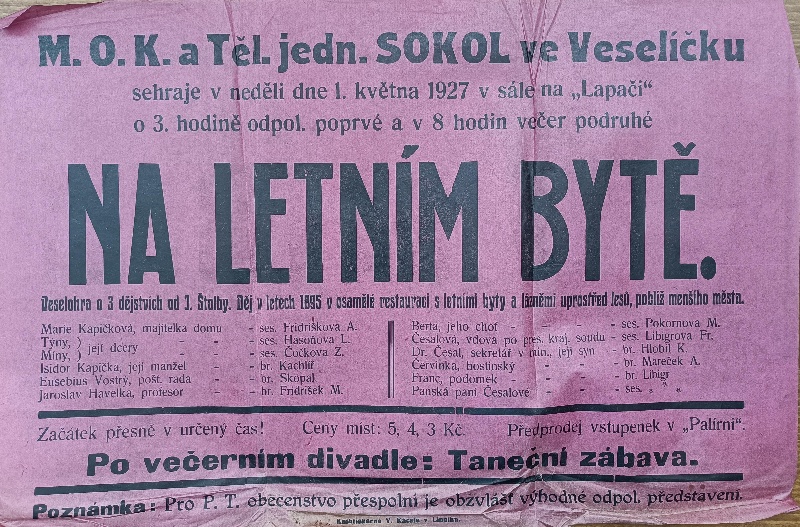 M. O. K. a Těl. jedn. SOKOL ve Veselíčku
sehraje v neděli dne 1. května 1927 v sále na „Lapači“
o 3. hodině odpol. poprvé a v 8 hodin večer podruhé
NA LETNÍM BYTĚ.
Veselohra o 3 dějstvích od J. Štolby. Děj v letech 1895 v osamělé restauraci s letními byty a lázněmi uprostřed lesů, poblíž menšího města.
Marie Kapičková, majitelka domu - ses. Fridrišková A.
Tyny, ) její dcery - - - ses. Hasoňová L.
Miny, ) - - - ses. Čočková Z.
Isidor Kapička, její manžel - br. Kachlíř
Eusebius Vostrý, pošt. rada - br. Skopal
Jaroslav Havelka, profesor - br. Fridrišek M.
Berta, jeho choť - - - - ses. Pokornová M.
Česalová, vdova po pres. kraj. soudu - ses. Libigrová Fr.
Dr. Česal, sekretář v min., její syn - br. Hlobil K.
Červinka, hostinský - - - br. Mareček A.
Franc, podomek - - - - br. Libigr
Panská paní Česalové - - - ses. „ „
Začátek přesně v určený čas! Ceny míst: 5, 4, 3 Kč. Předprodej vstupenek v „Palírni“.
Po večerním divadle: Taneční zábava.
Poznámka: Pro P. T. obecenstvo přespolní je obzvlášť výhodné odpol. představení.
Knihtiskárna V. v Lipníku.